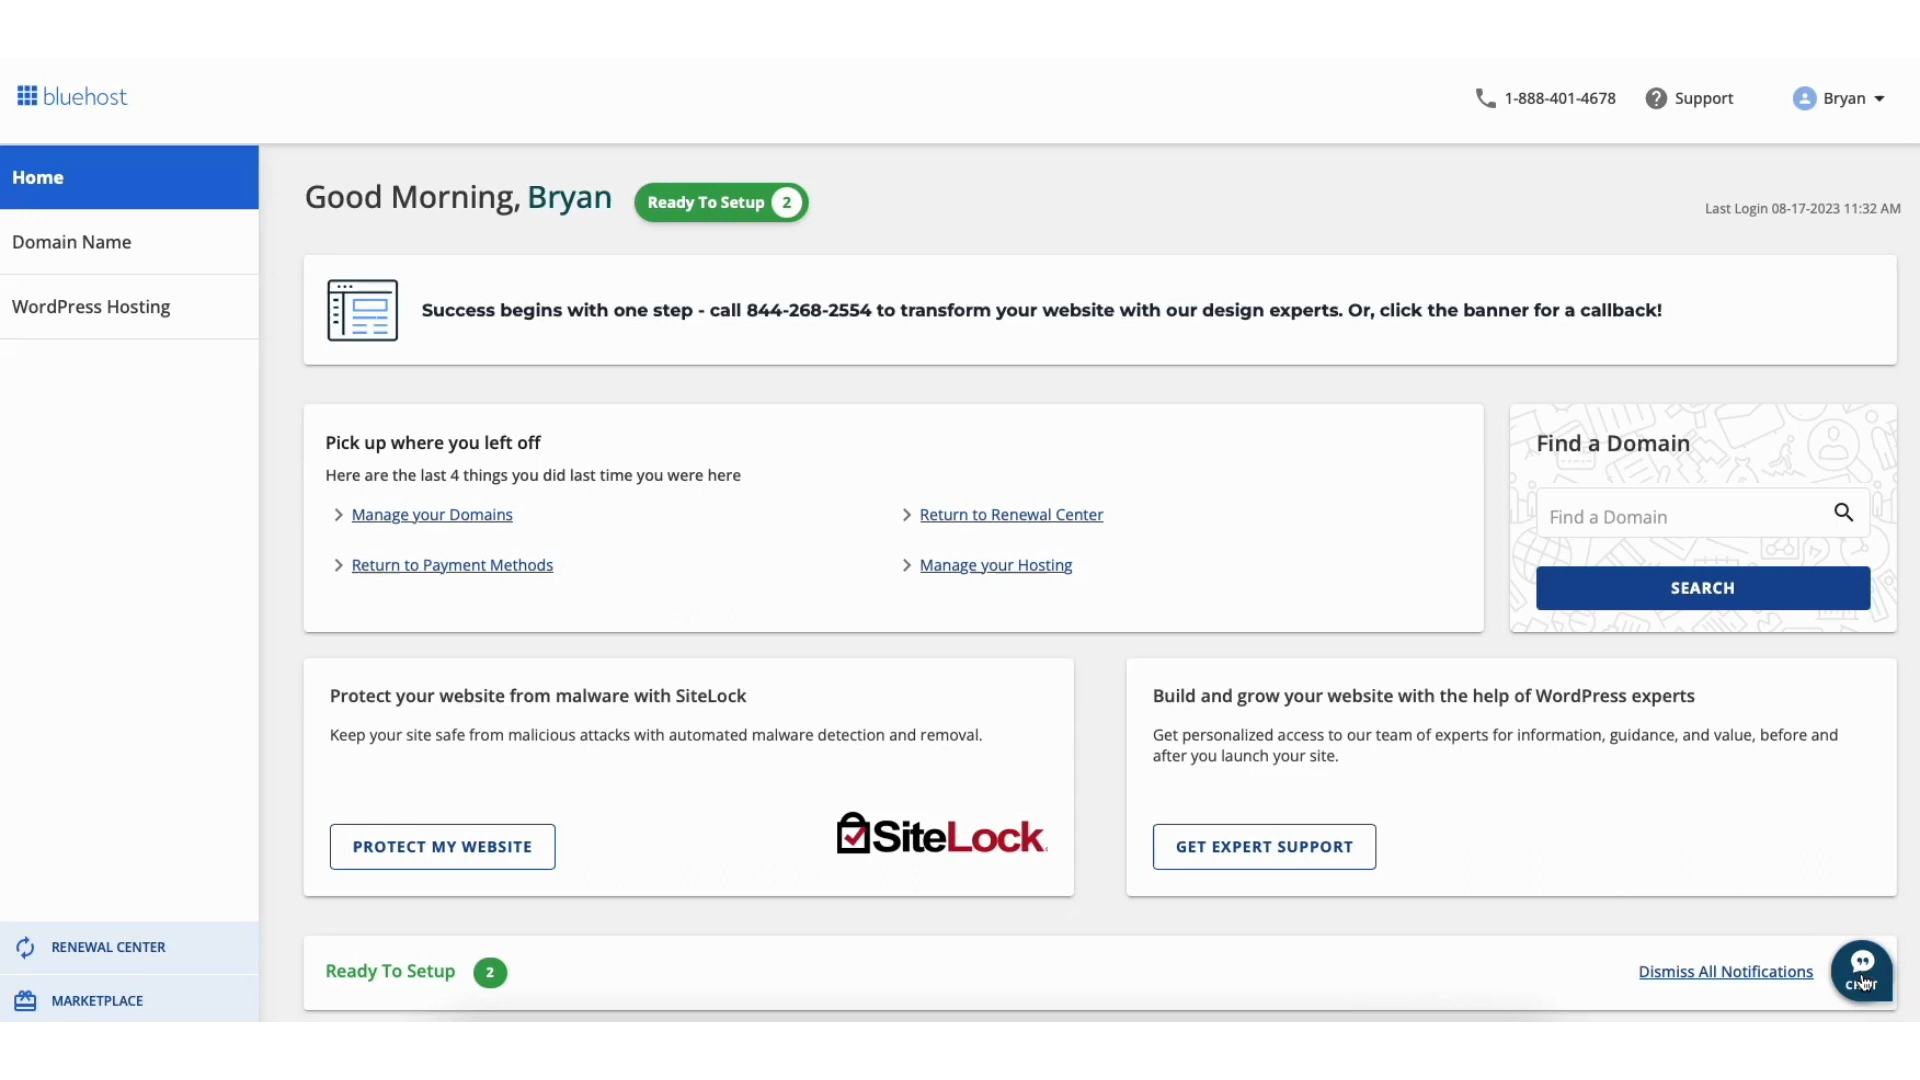 bluehost
1-888-401-4678
Support
Bryan
Home
Domain Name
WordPress Hosting
RENEWAL CENTER
MARKETPLACE
Good Morning, Bryan
Ready To Setup 2
Last Login 08-17-2023 11:32 AM
Success begins with one step - call 844-268-2554 to transform your website with our design experts. Or, click the banner for a callback!
Pick up where you left off
Here are the last 4 things you did last time you were here
Manage your Domains
Return to Renewal Center
Return to Payment Methods
Manage your Hosting
Find a Domain
Find a Domain
SEARCH
Protect your website from malware with SiteLock
Keep your site safe from malicious attacks with automated malware detection and removal.
PROTECT MY WEBSITE
SiteLock
Build and grow your website with the help of WordPress experts
Get personalized access to our team of experts for information, guidance, and value, before and
after you launch your site.
GET EXPERT SUPPORT
Ready To Setup 2
Dismiss All Notifications